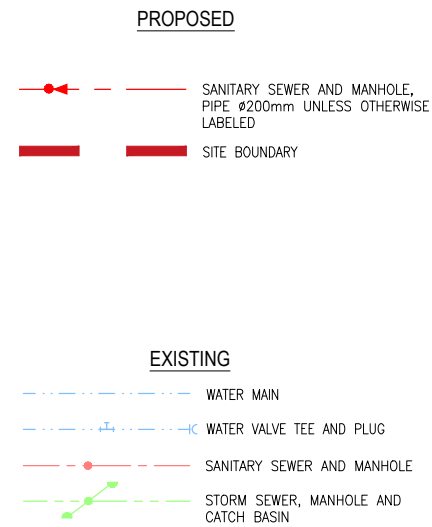 PROPOSED
SANITARY SEWER AND MANHOLE,
PIPE Ø200mm UNLESS OTHERWISE
LABELED
SITE BOUNDARY
EXISTING
WATER MAIN
WATER VALVE TEE AND PLUG
SANITARY SEWER AND MANHOLE
STORM SEWER, MANHOLE AND
CATCH BASIN